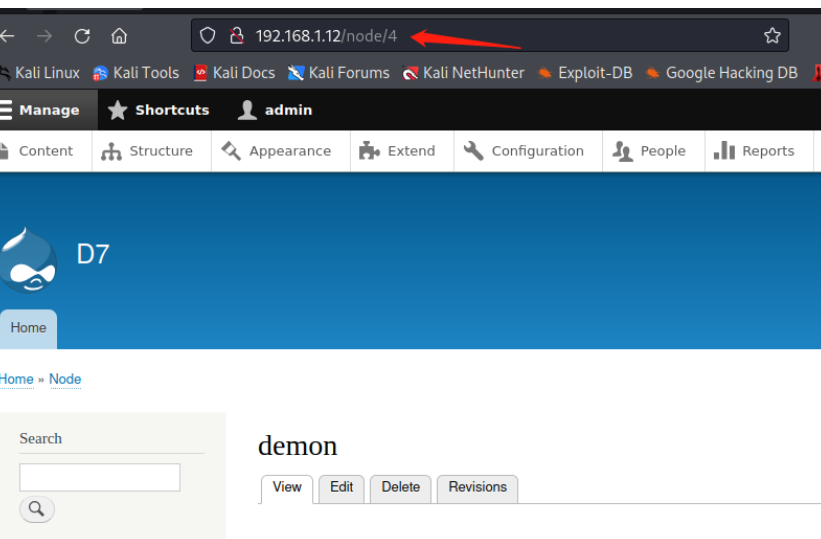 192.168.1.12/node/4
Kali Linux Kali Tools Kali Docs Kali Forums Kali NetHunter Exploit-DB Google Hacking DB
Manage Shortcuts admin
Content Structure Appearance Extend Configuration People Reports
D7
Home
Home » Node
Search
demon
View Edit Delete Revisions